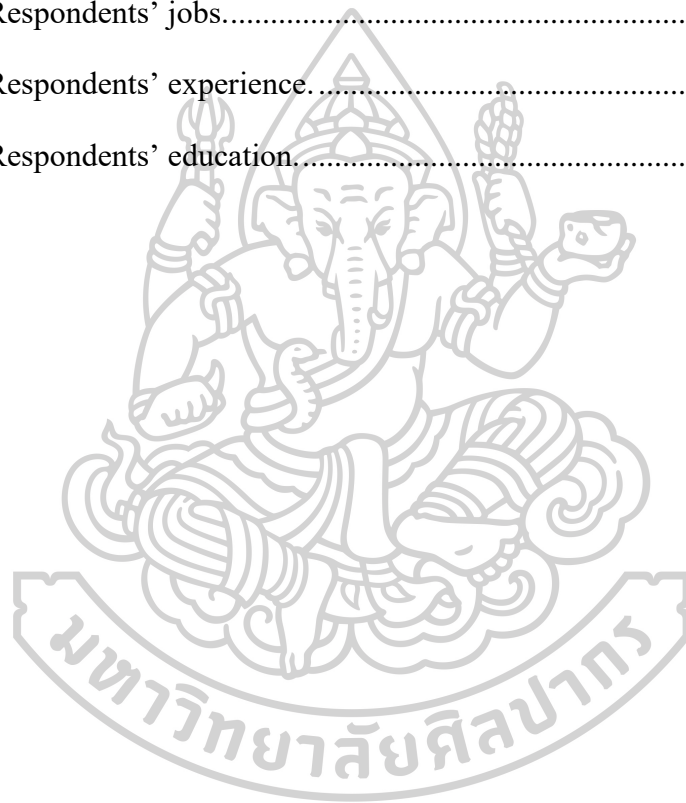 Respondents' jobs.............................................................
Respondents' experience. ................................................
Respondents' education....................................................
มหาวิทยาลัยศิลปากร